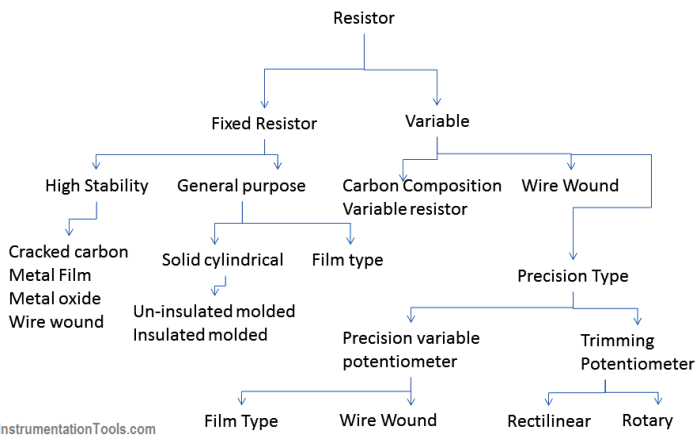 Resistor
Fixed Resistor
Variable
High Stability
General purpose
Carbon Composition
Variable resistor
Wire Wound
Cracked carbon
Metal Film
Metal oxide
Wire wound
Solid cylindrical
Film type
Precision Type
Un-insulated molded
Insulated molded
Precision variable
potentiometer
Trimming
Potentiometer
Film Type
Wire Wound
Rectilinear
Rotary
InstrumentationTools.com